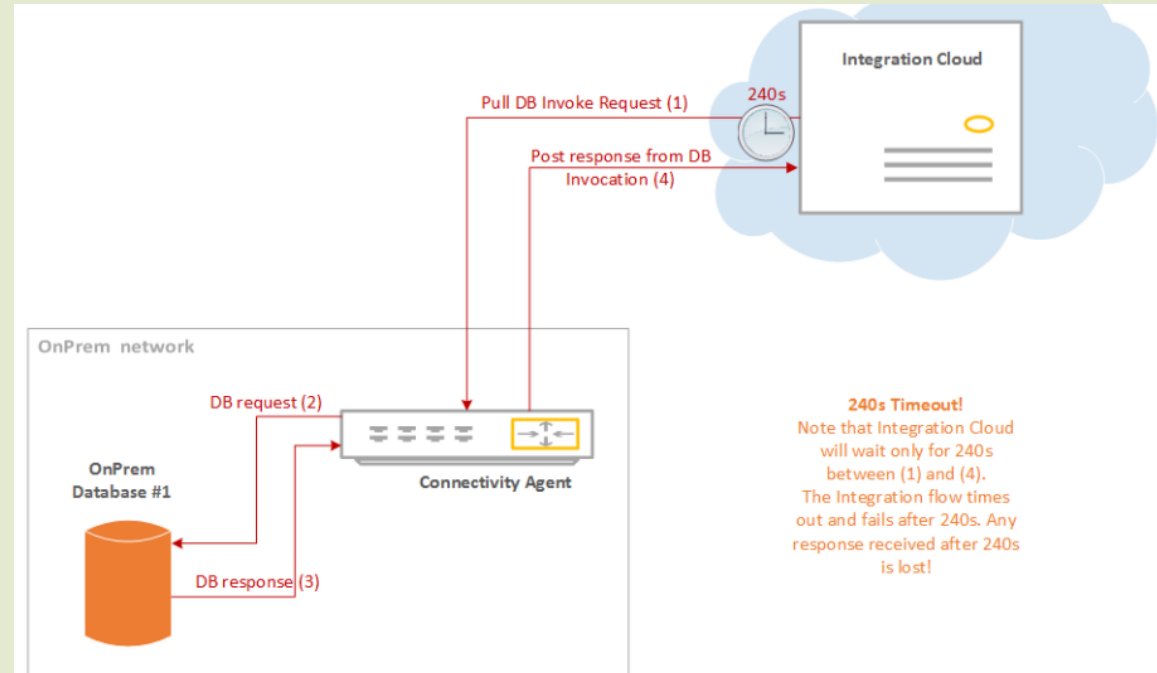 Integration Cloud
240s
Pull DB Invoke Request (1)
Post response from DB
Invocation (4)
OnPrem network
DB request (2)
OnPrem
Database #1
Connectivity Agent
DB response (3)
240s Timeout!
Note that Integration Cloud
will wait only for 240s
between (1) and (4).
The Integration flow times
out and fails after 240s. Any
response received after 240s
is lost!